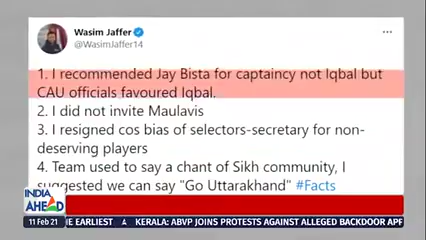 Wasim Jaffer
@WasimJaffer14
1. I recommended Jay Bista for captaincy not Iqbal but
CAU officials favoured Iqbal.
2. I did not invite Maulavis
3. I resigned cos bias of selectors-secretary for non-
deserving players
4. Team used to say a chant of Sikh community, I
suggested we can say "Go Uttarakhand" #Facts
INDIA
AHEAD
11 Feb 21 THE EARLIEST KERALA: ABVP JOINS PROTESTS AGAINST ALLEGED BACKDOOR APP